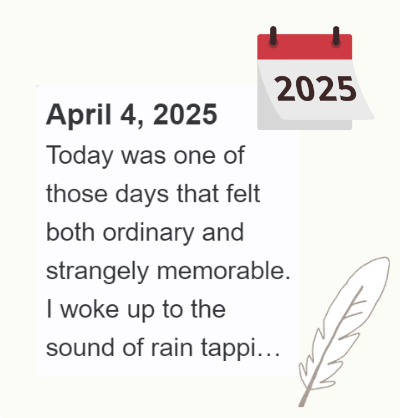 2025
April 4, 2025
Today was one of
those days that felt
both ordinary and
strangely memorable.
I woke up to the
sound of rain tappi…